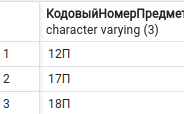 КодовыйНомерПредмет
character varying (3)
1 12П
2 17П
3 18П